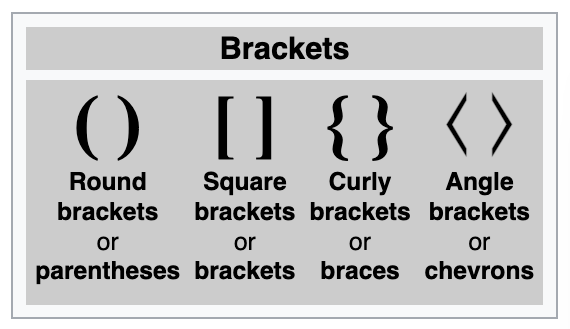 Brackets
( ) [ ] { } ⟨ ⟩
Round Square Curly Angle
brackets brackets brackets brackets
or or or or
parentheses brackets braces chevrons